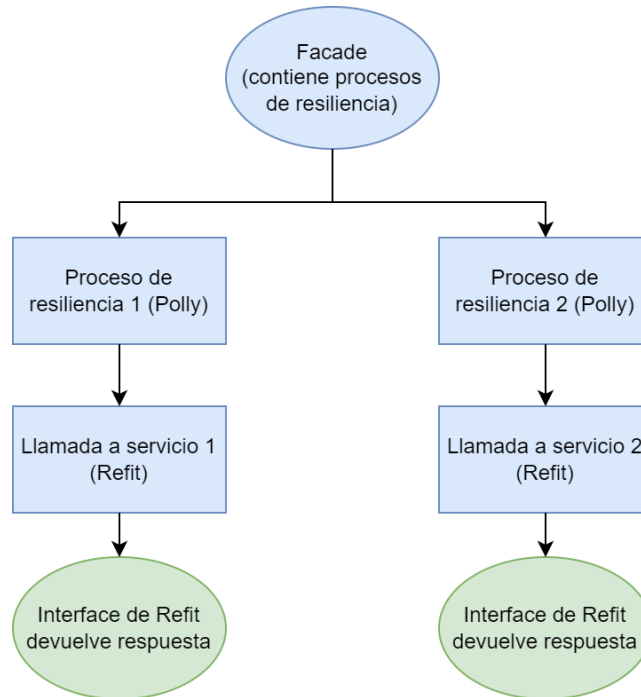 Facade
(contiene procesos
de resiliencia)
Proceso de
resiliencia 1 (Polly)
Proceso de
resiliencia 2 (Polly)
Llamada a servicio 1
(Refit)
Llamada a servicio 2
(Refit)
Interface de Refit
devuelve respuesta
Interface de Refit
devuelve respuesta